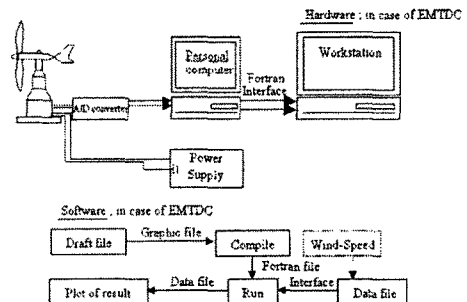 Hardware ; in case of EMTDC
Personal
computer
Workstation
Fortran
Interface
A/D converter
Power
Supply
Software ; in case of EMTDC
Draft file
Graphic file
Compile
Wind-Speed
Fortran file
Plot of result
Data file
Run
Interface
Data file